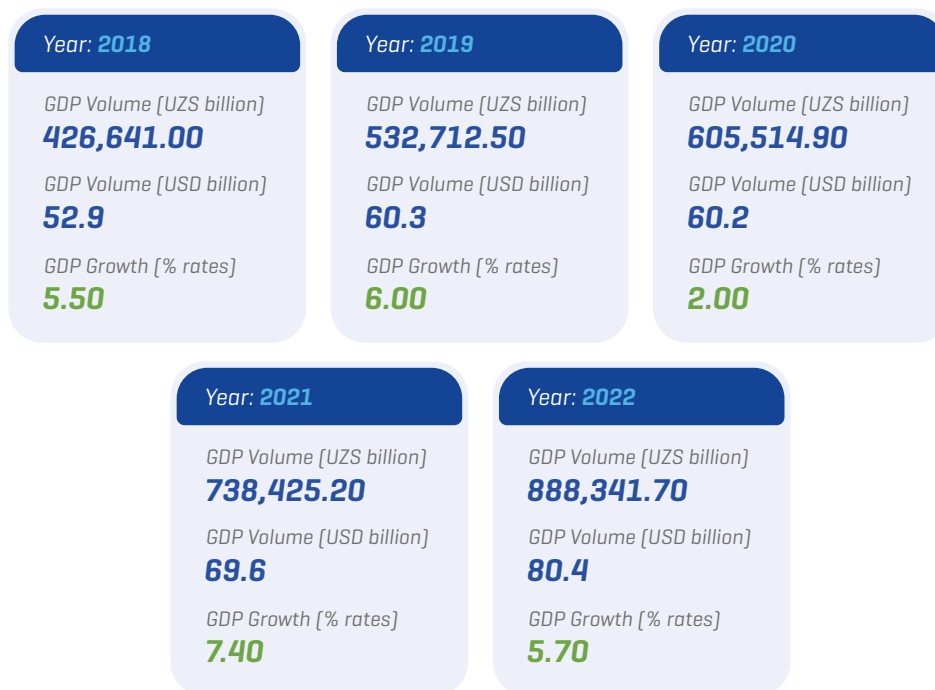 Year: 2018
GDP Volume (UZS billion)
426,641.00
GDP Volume (USD billion)
52.9
GDP Growth (% rates)
5.50
Year: 2019
GDP Volume (UZS billion)
532,712.50
GDP Volume (USD billion)
60.3
GDP Growth (% rates)
6.00
Year: 2020
GDP Volume (UZS billion)
605,514.90
GDP Volume (USD billion)
60.2
GDP Growth (% rates)
2.00
Year: 2021
GDP Volume (UZS billion)
738,425.20
GDP Volume (USD billion)
69.6
GDP Growth (% rates)
7.40
Year: 2022
GDP Volume (UZS billion)
888,341.70
GDP Volume (USD billion)
80.4
GDP Growth (% rates)
5.70